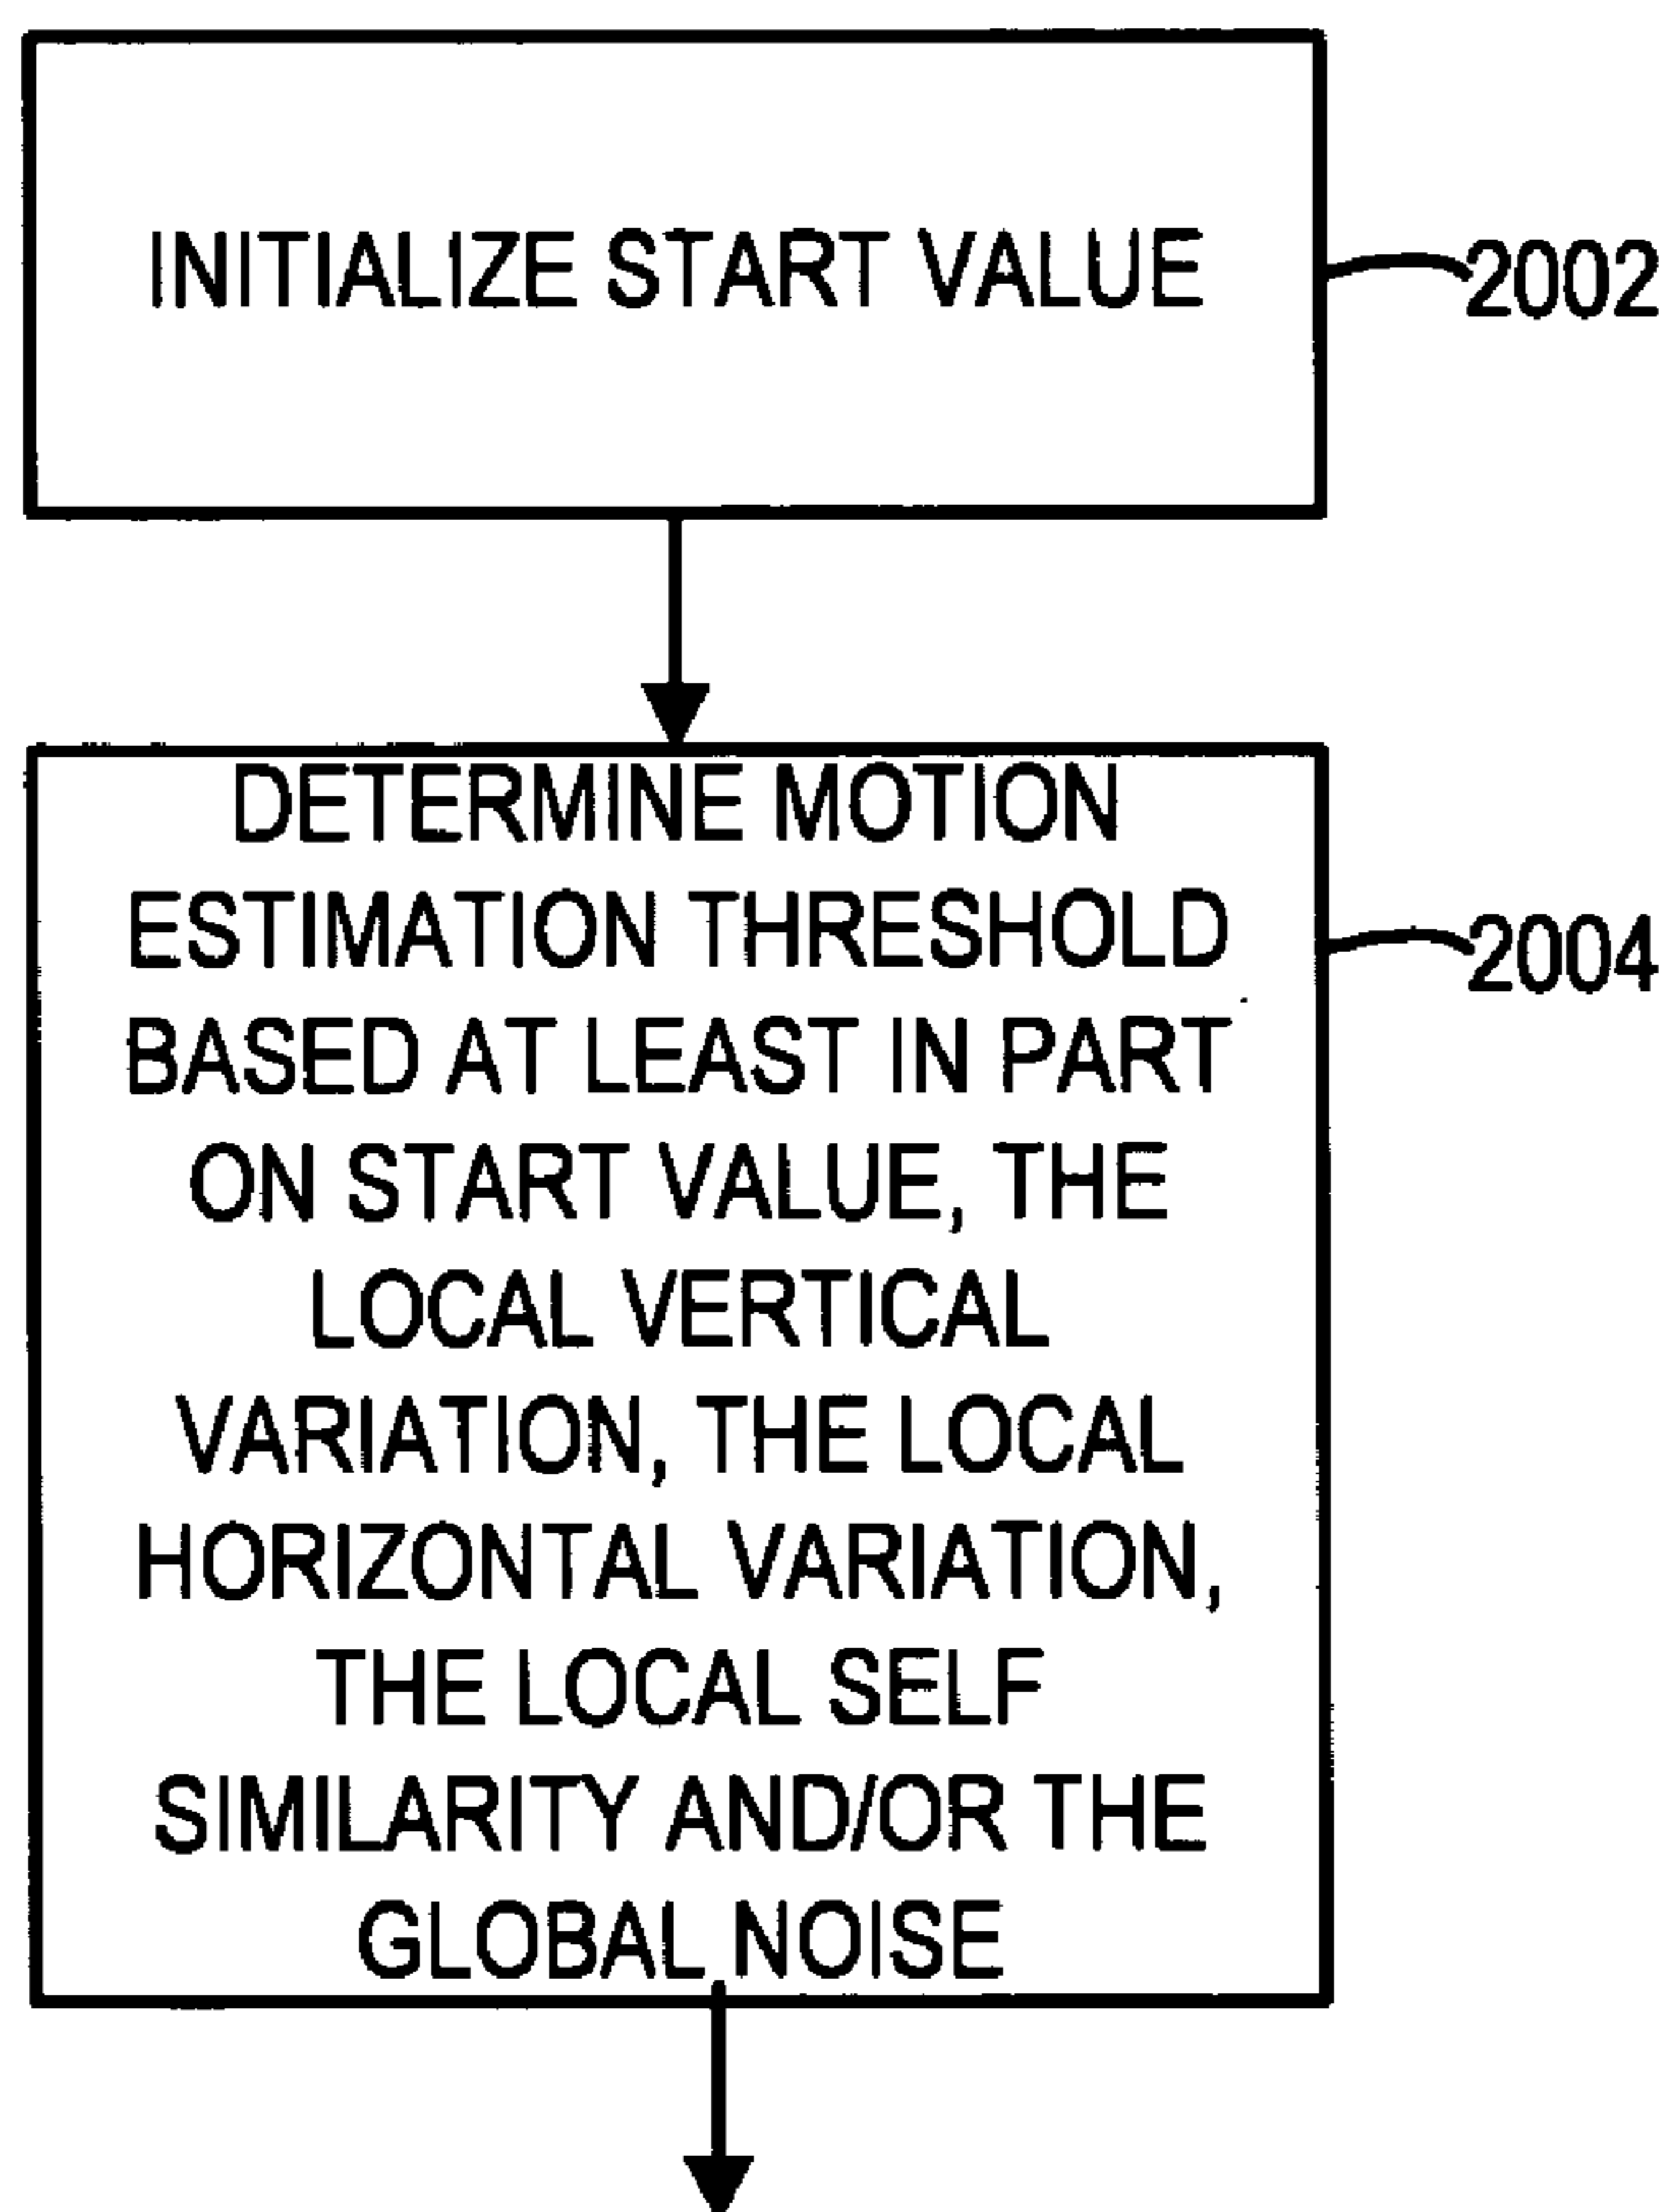 INITIALIZE START VALUE
2002
DETERMINE MOTION
ESTIMATION THRESHOLD
2004
BASED AT LEAST IN PART
ON START VALUE, THE
LOCAL VERTICAL
VARIATION, THE LOCAL
HORIZONTAL VARIATION,
THE LOCAL SELF
SIMILARITY AND/OR THE
GLOBAL NOISE